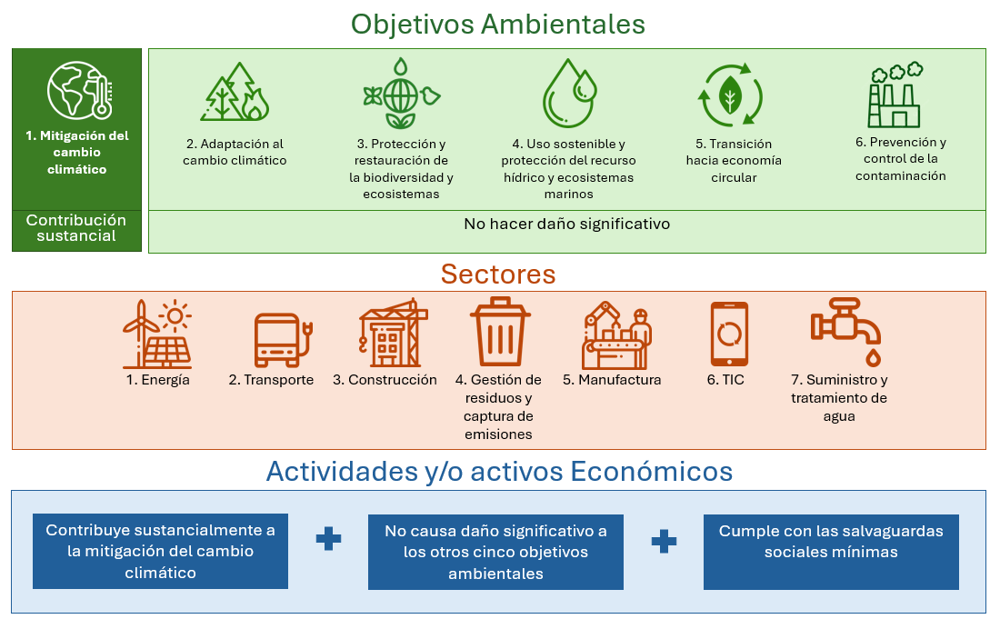 Objetivos Ambientales
1. Mitigación del
cambio
climático
2. Adaptación al
cambio climático
3. Protección y
restauración de
la biodiversidad y
ecosistemas
4. Uso sostenible y
protección del recurso
hídrico y ecosistemas
marinos
5. Transición
hacia economía
circular
6. Prevención y
control de la
contaminación
Contribución
sustancial
No hacer daño significativo
Sectores
1. Energía
2. Transporte
3. Construcción
4. Gestión de
residuos y
captura de
emisiones
5. Manufactura
6. TIC
7. Suministro y
tratamiento de
agua
Actividades y/o activos Económicos
Contribuye sustancialmente a
la mitigación del cambio
climático
No causa daño significativo a
los otros cinco objetivos
ambientales
Cumple con las salvaguardas
sociales mínimas